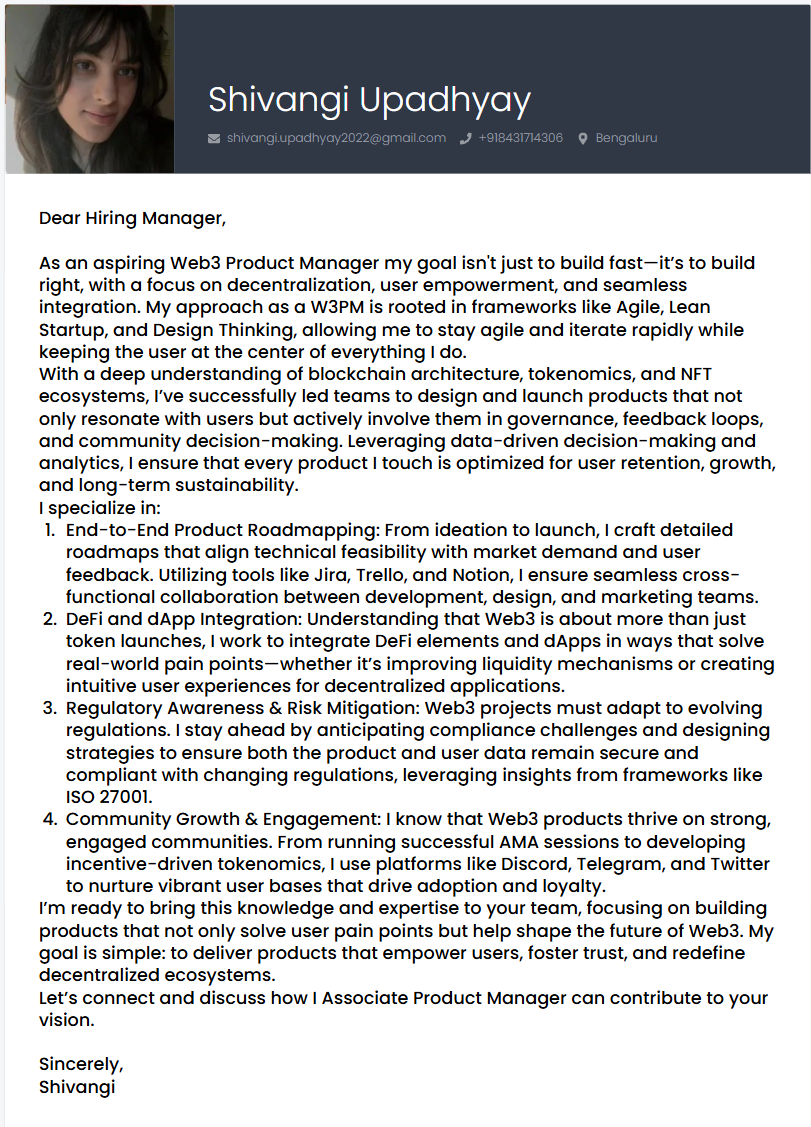 Shivangi Upadhyay
shivangi.upadhyay2022@gmail.com +918431714306 Bengaluru
Dear Hiring Manager,
As an aspiring Web3 Product Manager my goal isn't just to build fast—it’s to build
right, with a focus on decentralization, user empowerment, and seamless
integration. My approach as a W3PM is rooted in frameworks like Agile, Lean
Startup, and Design Thinking, allowing me to stay agile and iterate rapidly while
keeping the user at the center of everything I do.
With a deep understanding of blockchain architecture, tokenomics, and NFT
ecosystems, I’ve successfully led teams to design and launch products that not
only resonate with users but actively involve them in governance, feedback loops,
and community decision-making. Leveraging data-driven decision-making and
analytics, I ensure that every product I touch is optimized for user retention, growth,
and long-term sustainability.
I specialize in:
1. End-to-End Product Roadmapping: From ideation to launch, I craft detailed
roadmaps that align technical feasibility with market demand and user
feedback. Utilizing tools like Jira, Trello, and Notion, I ensure seamless cross-
functional collaboration between development, design, and marketing teams.
2. DeFi and dApp Integration: Understanding that Web3 is about more than just
token launches, I work to integrate DeFi elements and dApps in ways that solve
real-world pain points—whether it’s improving liquidity mechanisms or creating
intuitive user experiences for decentralized applications.
3. Regulatory Awareness & Risk Mitigation: Web3 projects must adapt to evolving
regulations. I stay ahead by anticipating compliance challenges and designing
strategies to ensure both the product and user data remain secure and
compliant with changing regulations, leveraging insights from frameworks like
ISO 27001.
4. Community Growth & Engagement: I know that Web3 products thrive on strong,
engaged communities. From running successful AMA sessions to developing
incentive-driven tokenomics, I use platforms like Discord, Telegram, and Twitter
to nurture vibrant user bases that drive adoption and loyalty.
I’m ready to bring this knowledge and expertise to your team, focusing on building
products that not only solve user pain points but help shape the future of Web3. My
goal is simple: to deliver products that empower users, foster trust, and redefine
decentralized ecosystems.
Let’s connect and discuss how I Associate Product Manager can contribute to your
vision.
Sincerely,
Shivangi